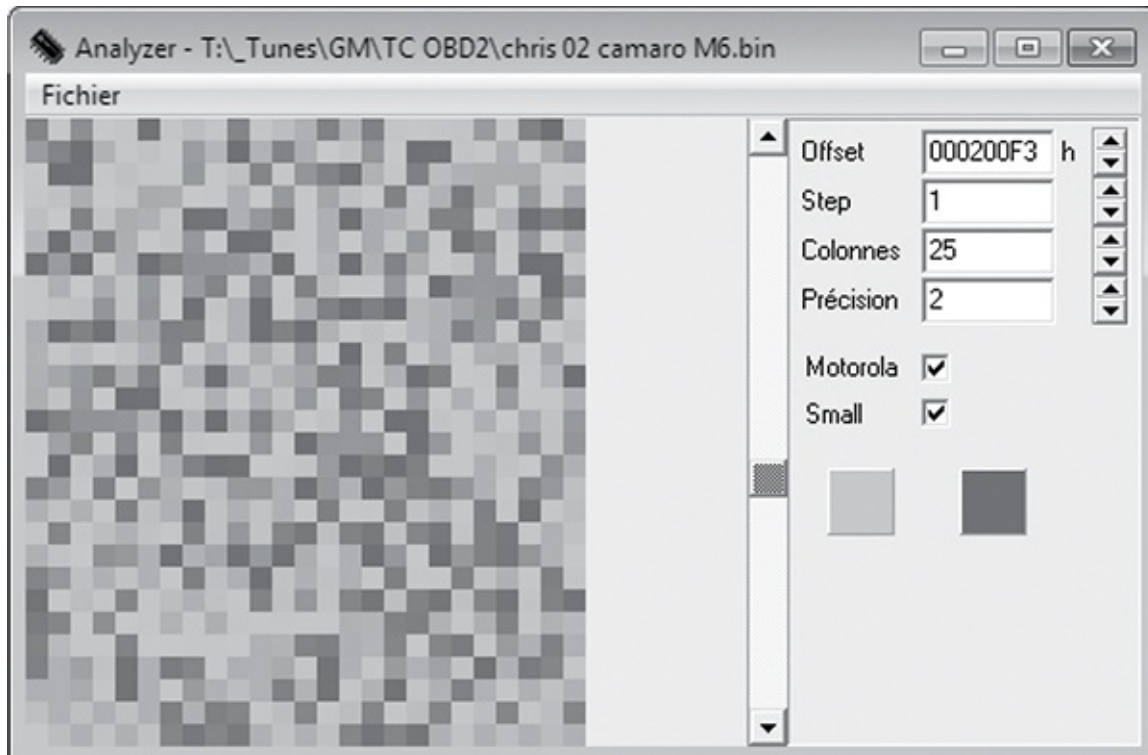 Analyzer - T:\_Tunes\GM\TC OBD2\chris 02 camaro M6.bin
Fichier
Offset 000200F3 h
Step 1
Colonnes 25
Précision 2
Motorola
Small